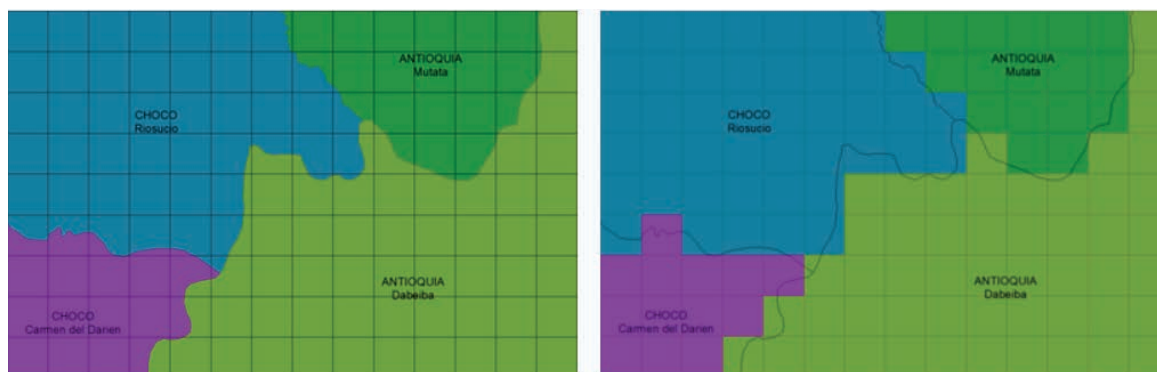 ANTIOQUIA
Mutata
CHOCO
Riosucio
ANTIOQUIA
Dabeiba
CHOCO
Carmen del Darien
ANTIOQUIA
Mutata
CHOCO
Riosucio
ANTIOQUIA
Dabeiba
CHOCO
Carmen del Darien